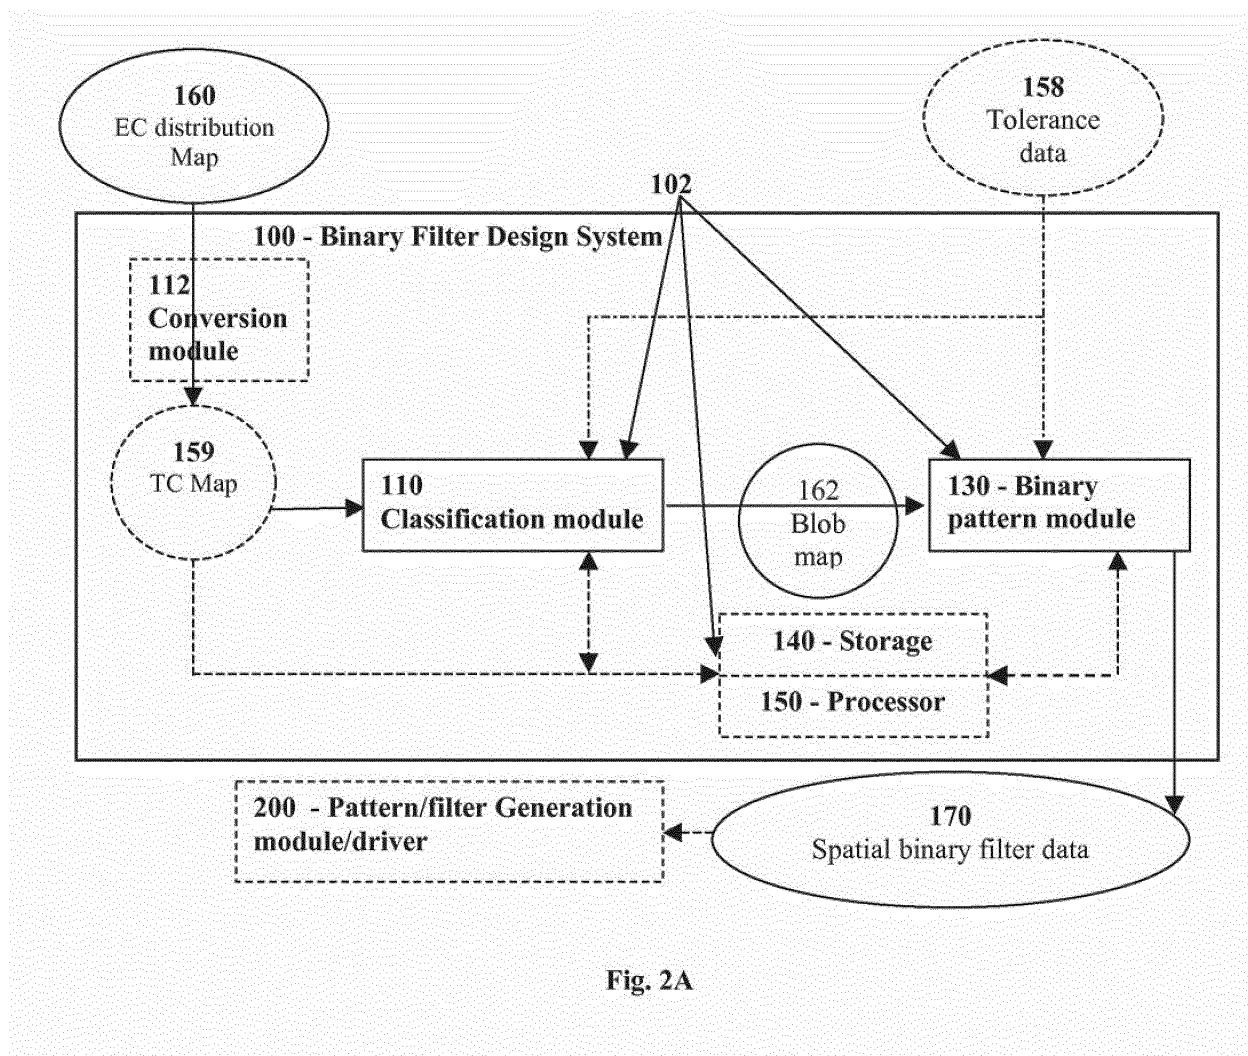 160
EC distribution
Map
158
Tolerance
data
102
100 - Binary Filter Design System
112
Conversion
module
159
TC Map
110
Classification module
162
Blob
map
130 - Binary
pattern module
140 - Storage
150 - Processor
200 - Pattern/filter Generation
module/driver
170
Spatial binary filter data
Fig. 2A